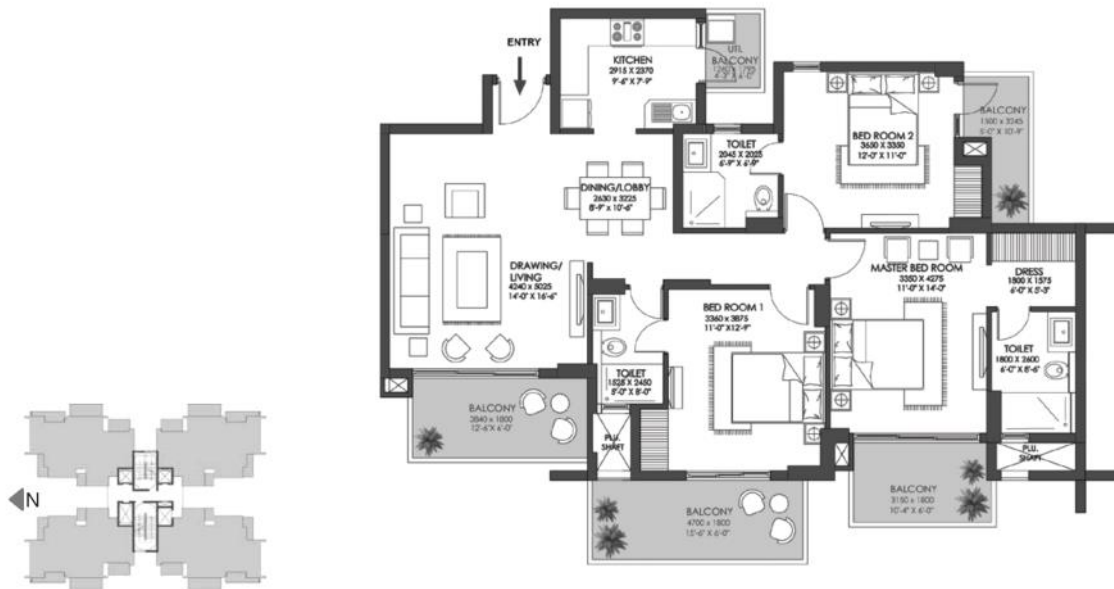 ENTRY
KITCHEN
2915 X 2370
9'-6" X 7'-9"
UTI.
BALCONY
BED ROOM 2
3650 X 3350
12'-0" X 11'-0"
BALCONY
1500 X 3245
5'-0" X 10'-9"
TOILET
2045 X 2025
6'-9" X 6'-9"
DINING/LOBBY
2630 x 3225
8'-9" x 10'-6"
DRAWING/
LIVING
4240 x 5025
14'-0" X 16'-6"
MASTER BED ROOM
3350 X 4275
11'-0" X 14'-0"
DRESS
1800 X 1575
6'-0" X 5'-3"
BED ROOM 1
3360 x 3875
11'-0" X12'-9"
TOILET
1800 X 2600
6'-0" X 8'-6"
TOILET
1525 X 2450
5'-0" X 8'-0"
BALCONY
3840 x 1800
12'-6"X 6'-0"
PLU.
SHAFT
PLU.
SHAFT
BALCONY
3150 x 1800
10'-4" X 6'-0"
BALCONY
4700 x 1800
15'-6" X 6'-0"
N